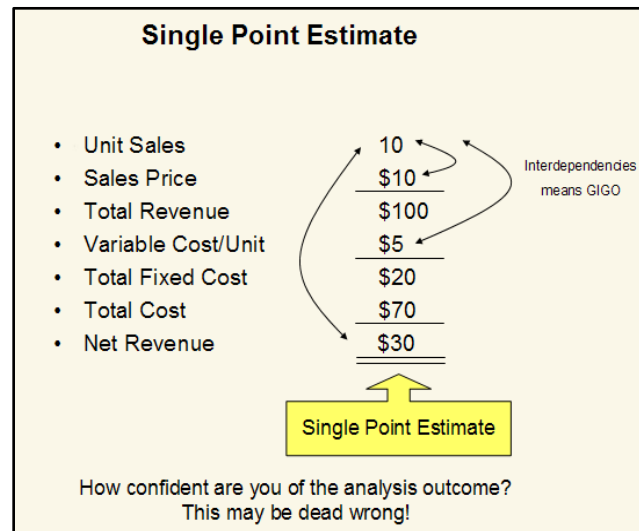 Single Point Estimate
• Unit Sales 10
• Sales Price $10
• Total Revenue $100
• Variable Cost/Unit $5
• Total Fixed Cost $20
• Total Cost $70
• Net Revenue $30
Interdependencies
means GIGO
Single Point Estimate
How confident are you of the analysis outcome?
This may be dead wrong!